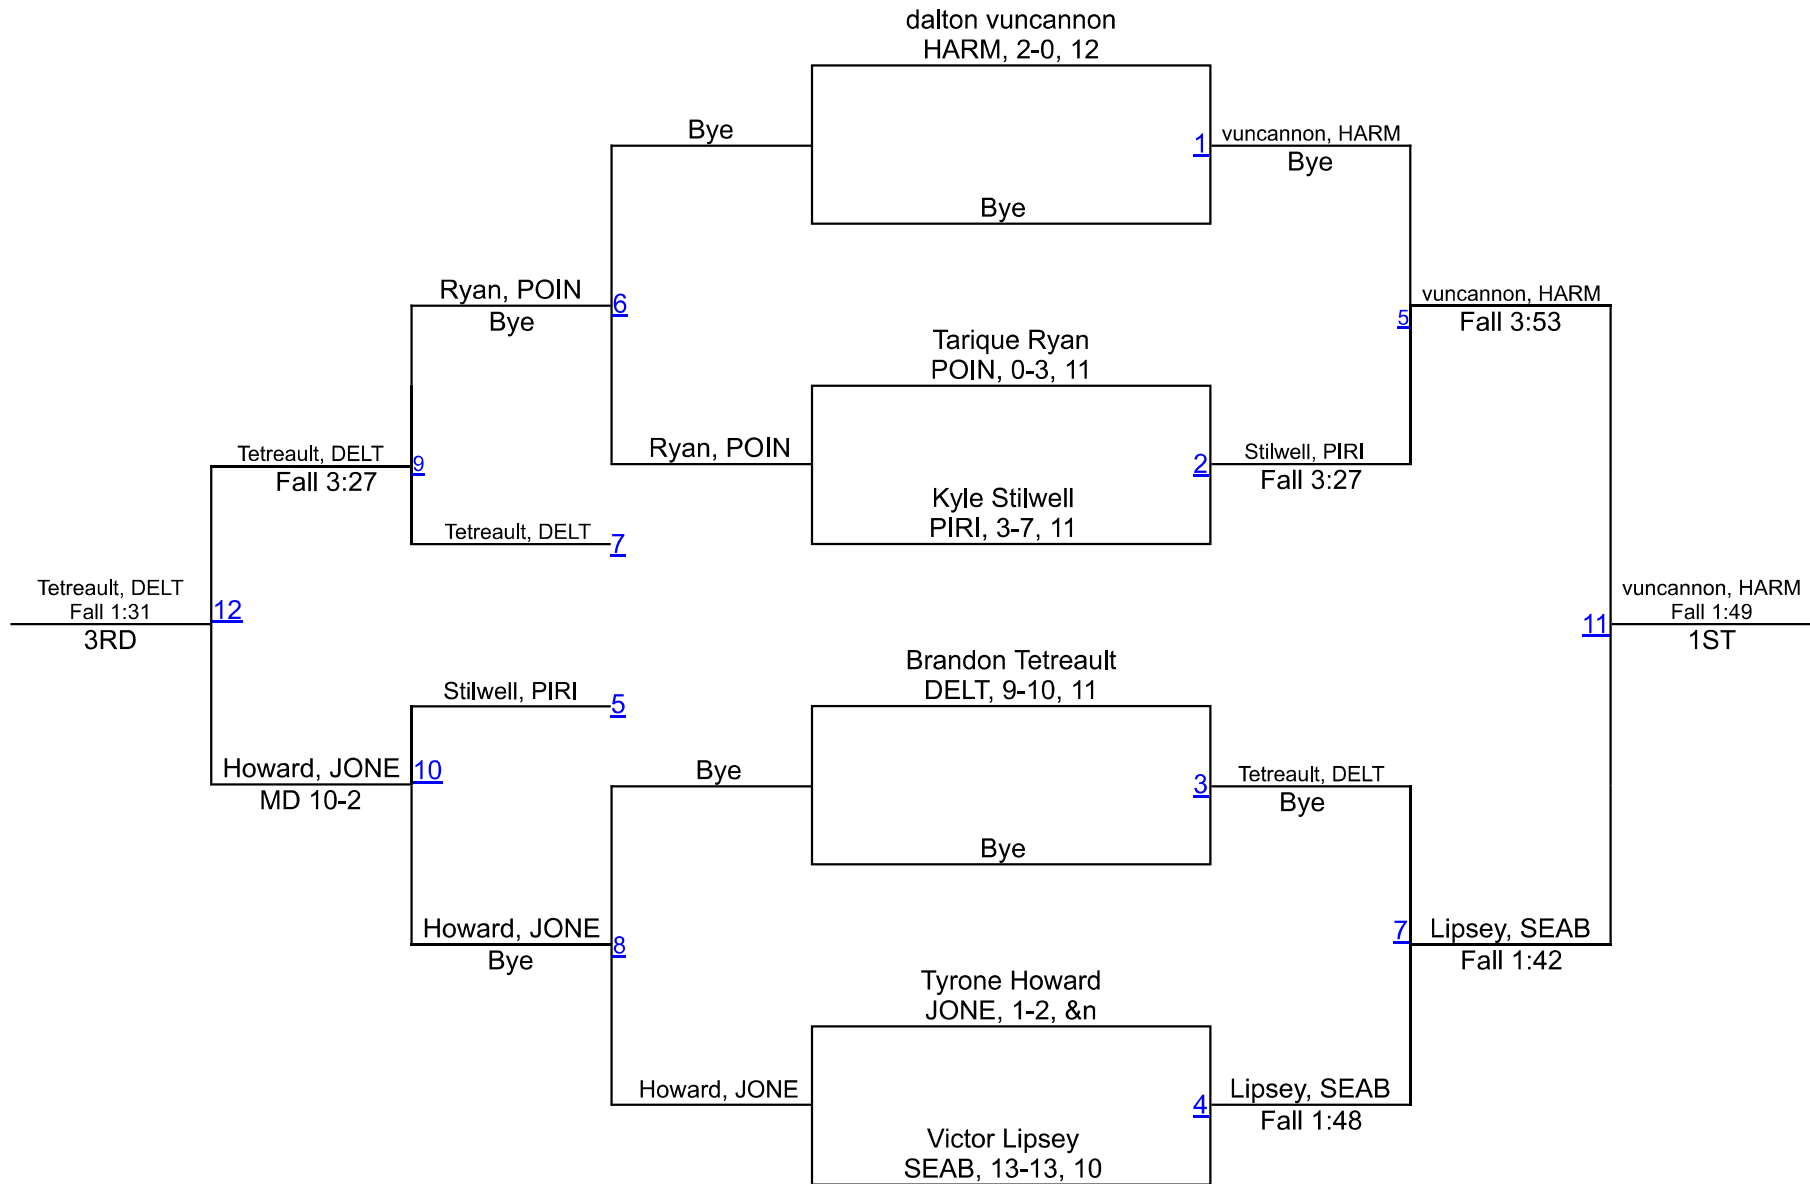 dalton vuncannon
HARM, 2-0, 12
Bye
1
vuncannon, HARM
Bye
Bye
Ryan, POIN
Bye
6
vuncannon, HARM
Fall 3:53
5
Tarique Ryan
POIN, 0-3, 11
Ryan, POIN
2
Stilwell, PIRI
Fall 3:27
Tetreault, DELT
Fall 3:27
9
Kyle Stilwell
PIRI, 3-7, 11
Tetreault, DELT
7
Tetreault, DELT
Fall 1:31
3RD
12
vuncannon, HARM
Fall 1:49
1ST
11
Brandon Tetreault
DELT, 9-10, 11
Stilwell, PIRI
5
Howard, JONE
MD 10-2
10
Bye
3
Tetreault, DELT
Bye
Bye
Howard, JONE
Bye
8
7
Lipsey, SEAB
Fall 1:42
Tyrone Howard
JONE, 1-2, &n
Howard, JONE
4
Lipsey, SEAB
Fall 1:48
Victor Lipsey
SEAB, 13-13, 10